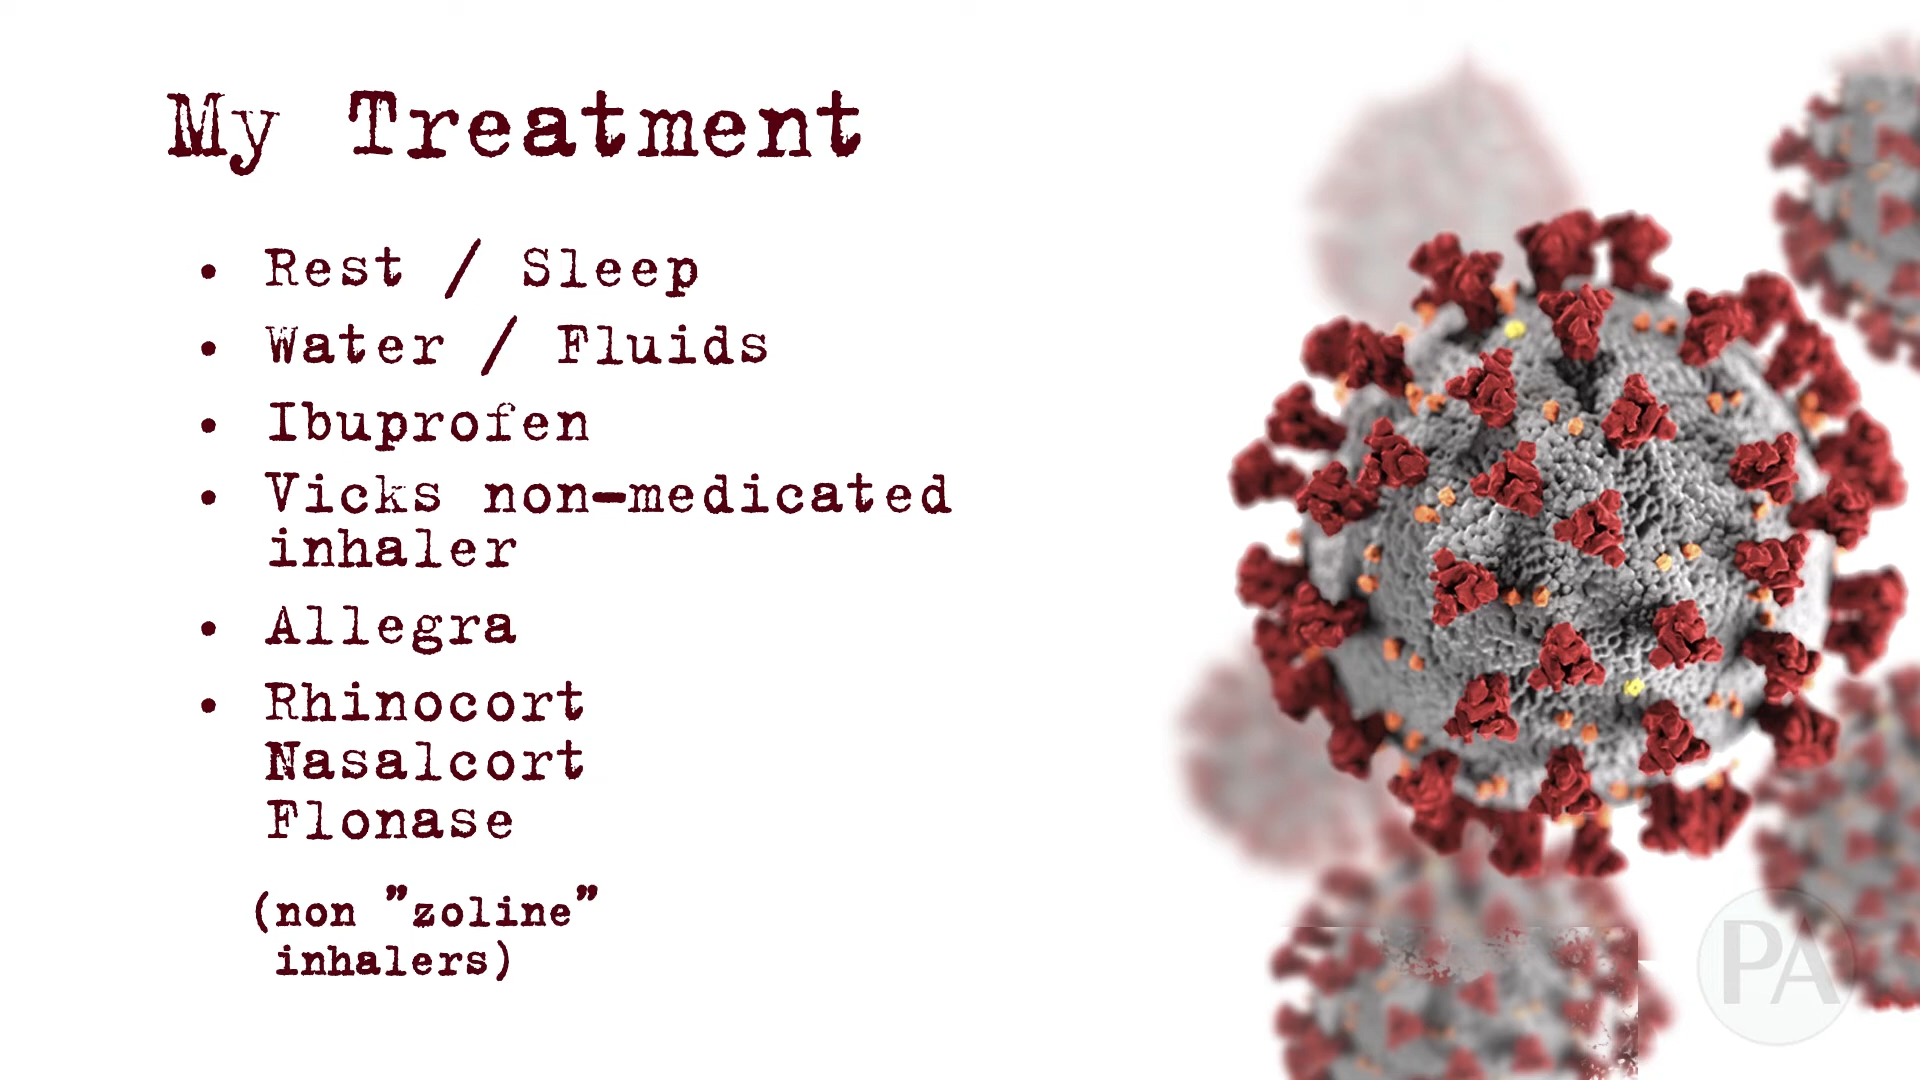 My Treatment
• Rest / Sleep
• Water / Fluids
• Ibuprofen
• Vicks non-medicated
inhaler
• Allegra
• Rhinocort
Nasalcort
Flonase
(non "zoline"
inhalers)
PA